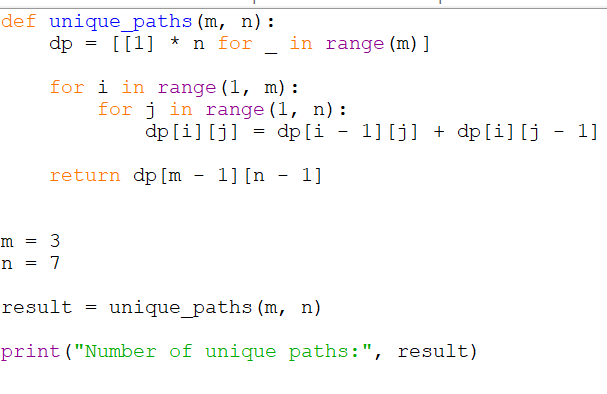 def unique_paths(m, n):
    dp = [[1] * n for _ in range(m)]
    for i in range(1, m):
        for j in range(1, n):
            dp[i][j] = dp[i - 1][j] + dp[i][j - 1]
    return dp[m - 1][n - 1]
m = 3
n = 7
result = unique_paths(m, n)
print("Number of unique paths:", result)